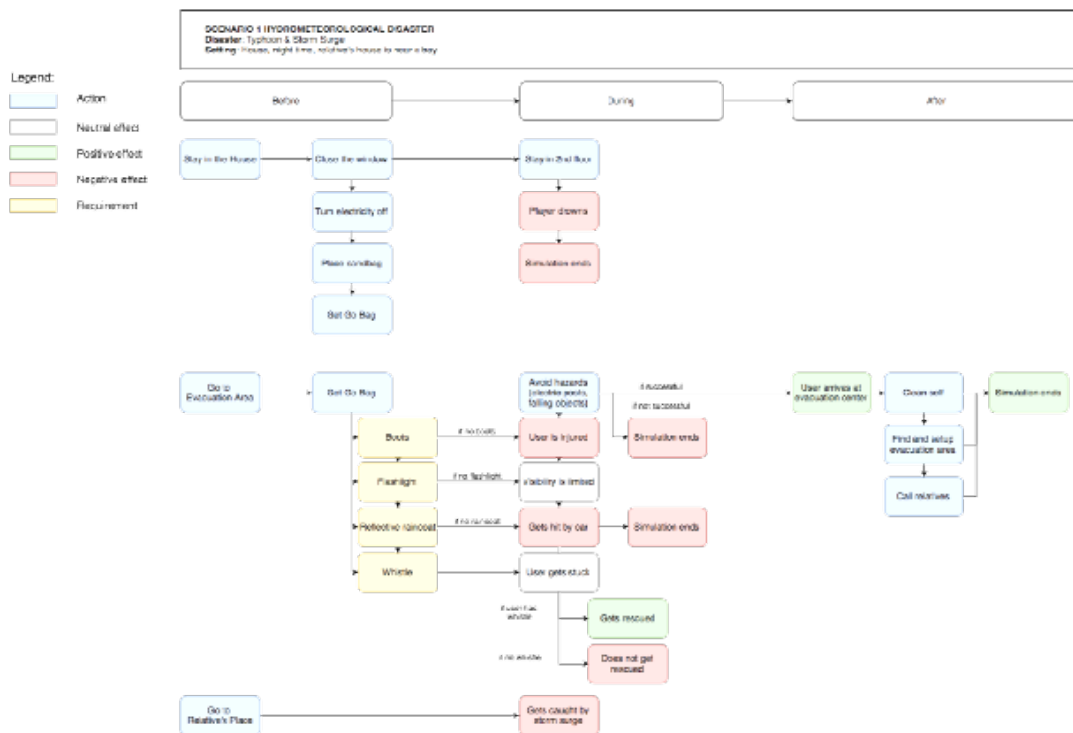 SCENARIO 1 HYDROMETEOROLOGICAL DISASTER
Disaster: Typhoon & Storm Surge
Setting: House, night time, relative's house to near a bay
Legend:
Action
Neutral effect
Positive effect
Negative effect
Requirement
Before
During
After
Stay in the House
Close the window
Stay in 2nd floor
Turn electricity off
Player drowns
Place sandbag
Simulation ends
Get Go Bag
Go to
Evacuation Area
Get Go Bag
Avoid hazards
(electric posts,
falling objects)
if successful
if not successful
User arrives at
evacuation center
Clean self
Simulation ends
Boots
if no boots
User is injured
Simulation ends
Find and setup
evacuation area
Flashlight
if no flashlight
Visibility is limited
Call relatives
Reflective raincoat
if no raincoat
Gets hit by car
Simulation ends
Whistle
User gets stuck
if user has
whistle
Gets rescued
if no whistle
Does not get
rescued
Go to
Relative's Place
Gets caught by
storm surge